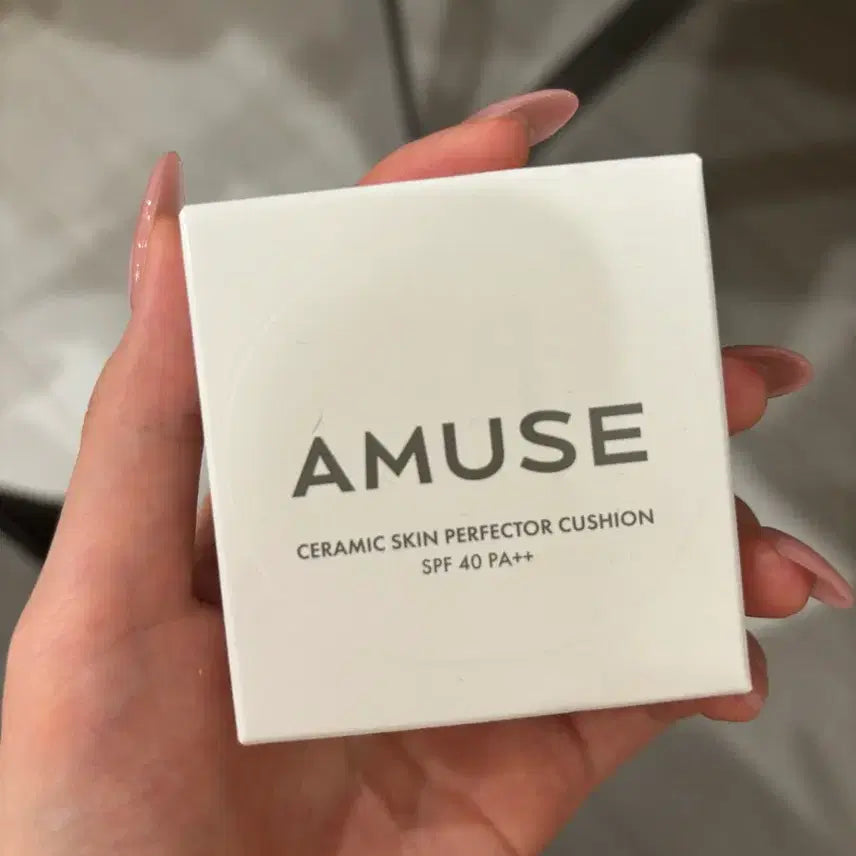 AMUSE
CERAMIC SKIN PERFECTOR CUSHION
SPF 40 PA++